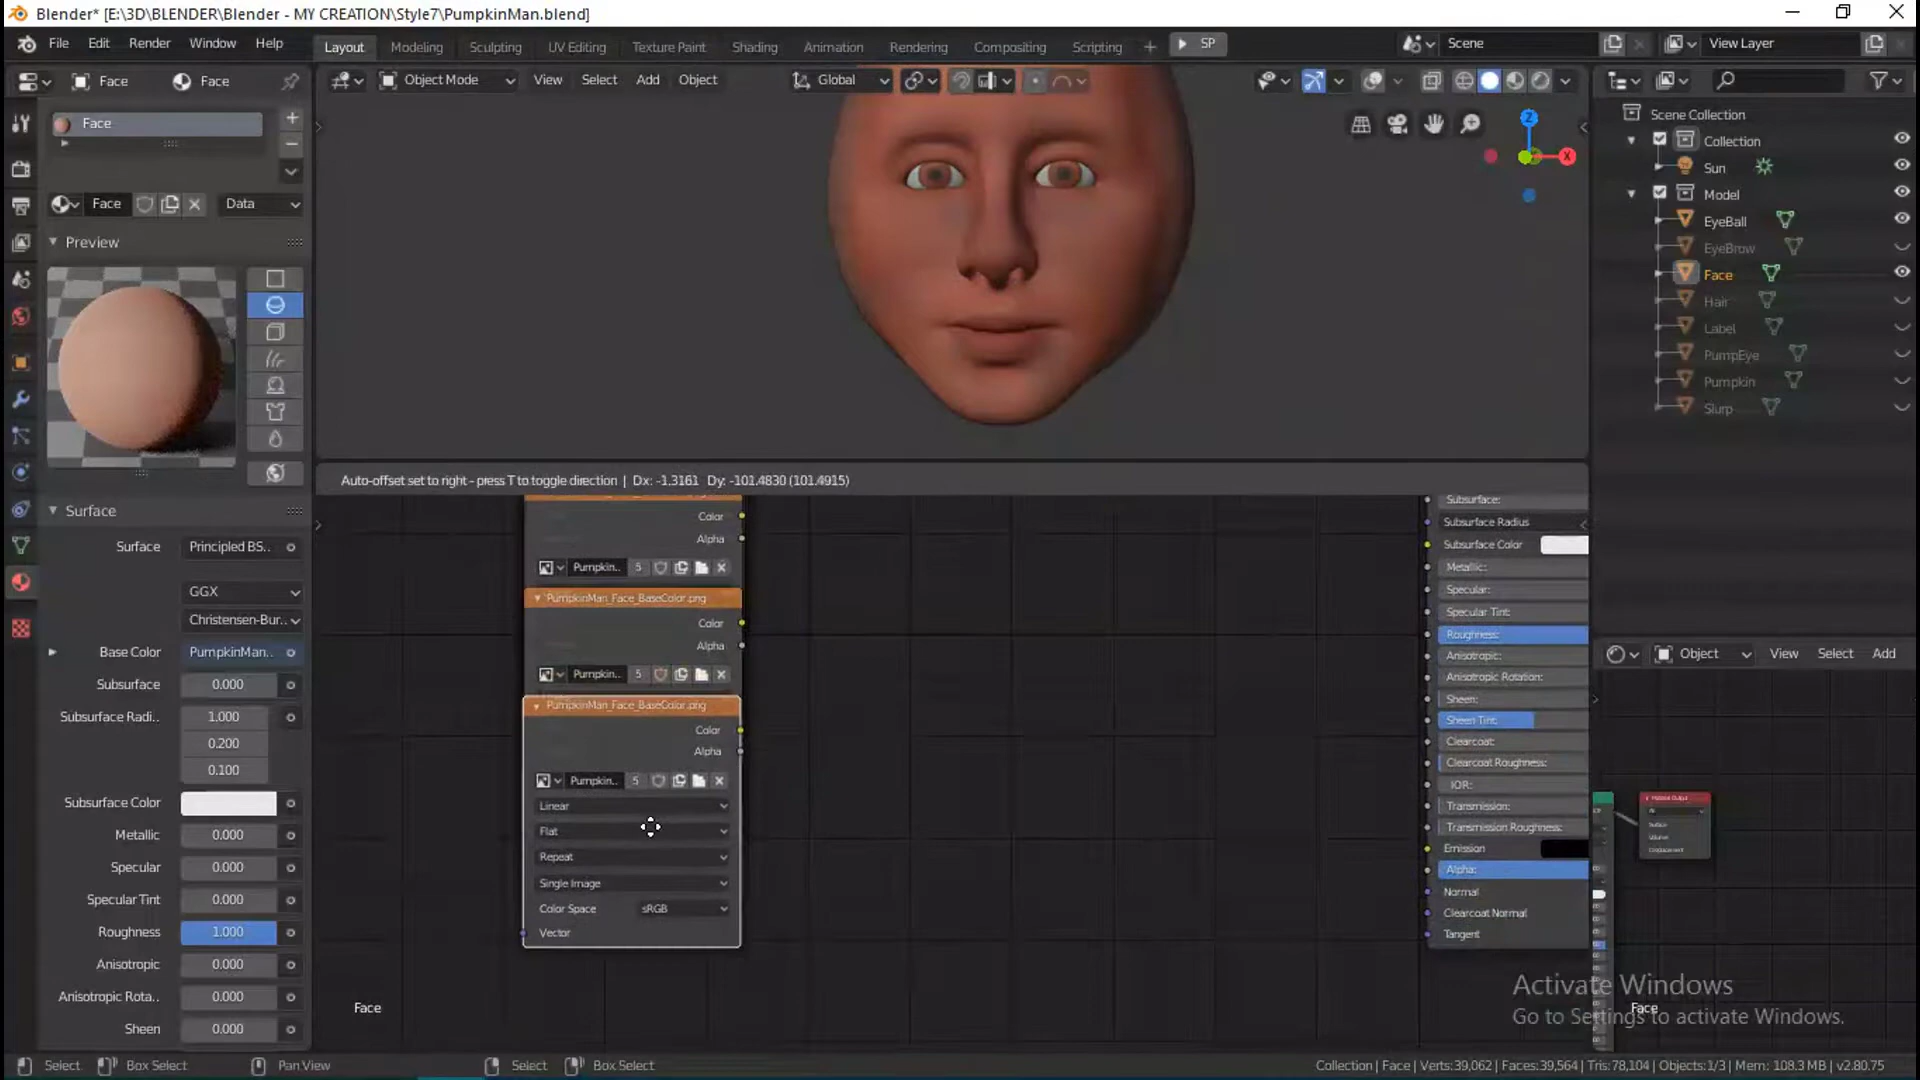 Blender* [E:\3D\BLENDER\Blender - MY CREATION\Style7\PumpkinMan.blend]
File Edit Render Window Help
Layout Modeling Sculpting UV Editing Texture Paint Shading Animation Rendering Compositing Scripting + SP
Scene View Layer
Face Face
Object Mode View Select Add Object Global
Face
Face Data
Preview
Surface
Surface Principled BS..
GGX
Christensen-Bur..
Base Color PumpkinMan..
Subsurface 0.000
Subsurface Radi.. 1.000
0.200
0.100
Subsurface Color
Metallic 0.000
Specular 0.000
Specular Tint 0.000
Roughness 1.000
Anisotropic 0.000
Anisotropic Rota.. 0.000
Sheen 0.000
Z
X
Auto-offset set to right - press T to toggle direction | Dx: -1.3161 Dy: -101.4830 (101.4915)
Color
Alpha
Pumpkin.. 5
PumpkinMan_Face_BaseColor.png
Color
Alpha
Pumpkin.. 5
PumpkinMan_Face_BaseColor.png
Color
Alpha
Pumpkin.. 5
Linear
Flat
Repeat
Single Image
Color Space sRGB
Vector
Face
Subsurface:
Subsurface Radius
Subsurface Color
Metallic:
Specular:
Specular Tint:
Roughness:
Anisotropic:
Anisotropic Rotation:
Sheen:
Sheen Tint:
Clearcoat:
Clearcoat Roughness:
IOR:
Transmission:
Transmission Roughness:
Emission
Alpha:
Normal
Clearcoat Normal
Tangent
Scene Collection
Collection
Sun
Model
EyeBall
EyeBrow
Face
Hair
Label
PumpEye
Pumpkin
Slurp
Object View Select Add
Material Output
All
Surface
Volume
Displacement
Activate Windows
Go to Settings to activate Windows.
Face
Select Box Select Pan View Select Box Select
Collection | Face | Verts:39,062 | Faces:39,564 | Tris:78,104 | Objects:1/3 | Mem: 108.3 MB | v2.80.75